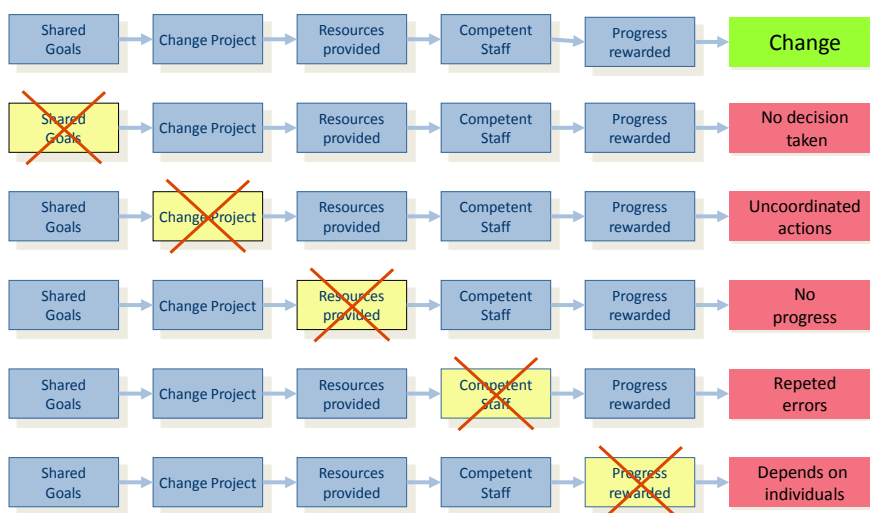 Shared
Goals
Change Project
Resources
provided
Competent
Staff
Progress
rewarded
Change
Shared
Goals
Change Project
Resources
provided
Competent
Staff
Progress
rewarded
No decision
taken
Shared
Goals
Change Project
Resources
provided
Competent
Staff
Progress
rewarded
Uncoordinated
actions
Shared
Goals
Change Project
Resources
provided
Competent
Staff
Progress
rewarded
No
progress
Shared
Goals
Change Project
Resources
provided
Competent
Staff
Progress
rewarded
Repeted
errors
Shared
Goals
Change Project
Resources
provided
Competent
Staff
Progress
rewarded
Depends on
individuals